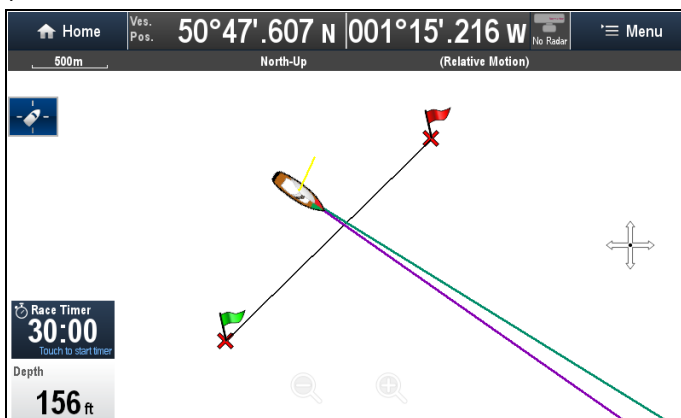 Home
Ves. Pos.
50°47'.607 N
001°15'.216 W
No Radar
Menu
500m
North-Up
(Relative Motion)
Race Timer
30:00
Touch to start timer
Depth
156 ft